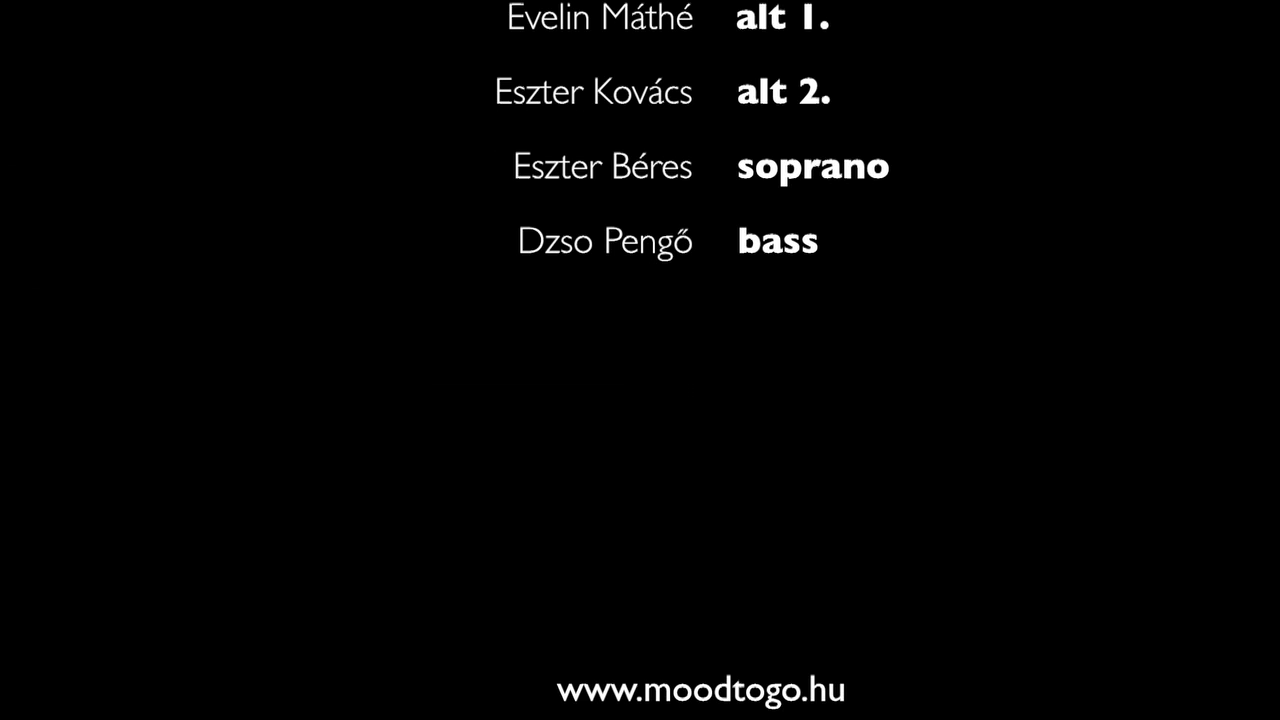 Evelin Máthé alt 1.
Eszter Kovács alt 2.
Eszter Béres soprano
Dzso Pengő bass
www.moodtogo.hu